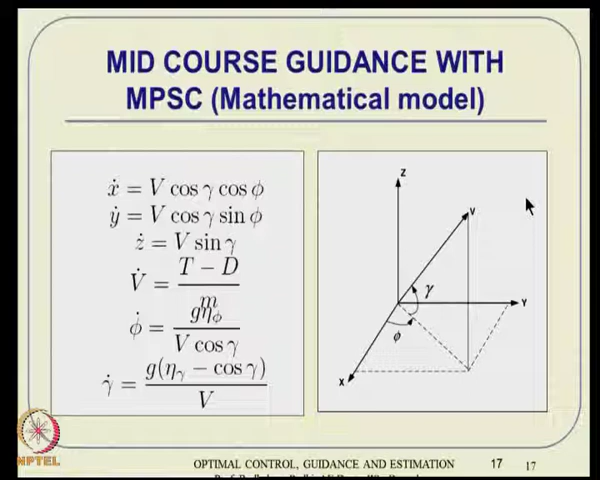 MID COURSE GUIDANCE WITH
MPSC (Mathematical model)
ẋ = V cos γ cos ϕ
ẏ = V cos γ sin ϕ
ż = V sin γ
V̇ = (T − D) / m
ϕ̇ = gη_ϕ / (V cos γ)
γ̇ = g(η_γ − cos γ) / V
Z
V
γ
Y
ϕ
X
NPTEL
OPTIMAL CONTROL, GUIDANCE AND ESTIMATION
17
17